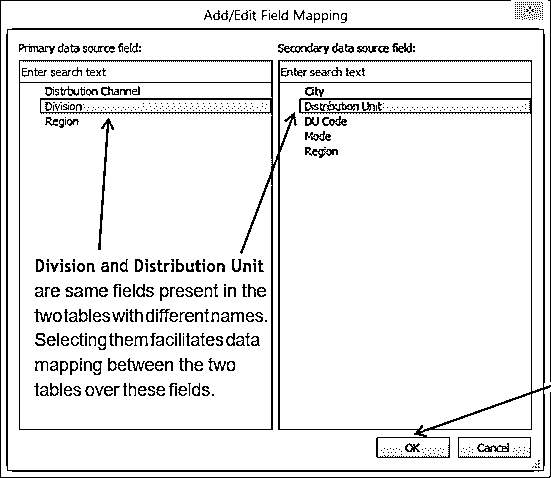 Add/Edit Field Mapping
Primary data source field:
Secondary data source field:
Enter search text
Enter search text
Distribution Channel
Division
Region
City
Distribution Unit
DU Code
Mode
Region
Division and Distribution Unit
are same fields present in the
two tables with different names.
Selecting them facilitates data
mapping between the two
tables over these fields.
OK
Cancel